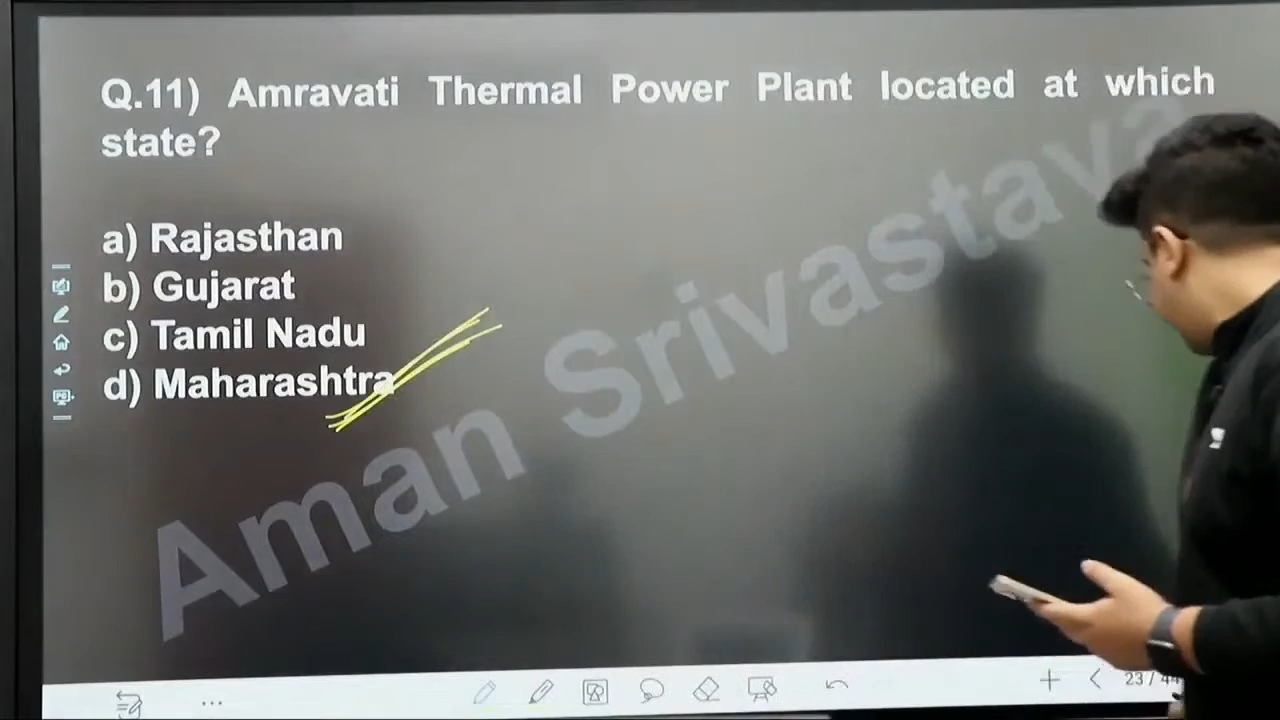 Q.11) Amravati Thermal Power Plant located at which
state?
a) Rajasthan
b) Gujarat
c) Tamil Nadu
d) Maharashtra
Aman Srivastava
23 / 44